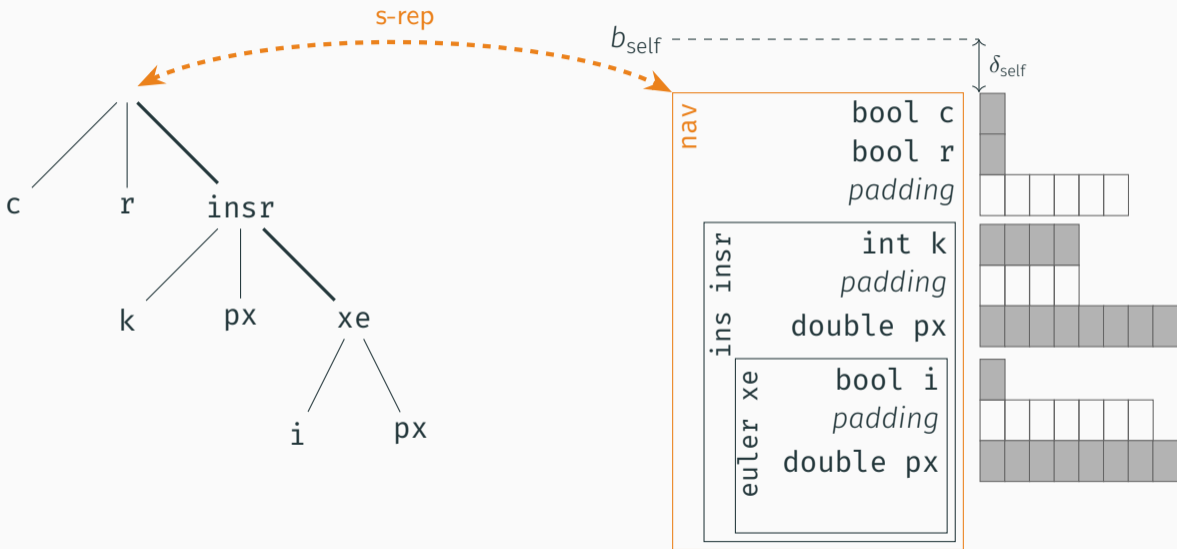 s-rep
b_self
δ_self
c
r
insr
k
px
xe
i
px
nav
bool c
bool r
padding
ins insr
int k
padding
double px
euler xe
bool i
padding
double px